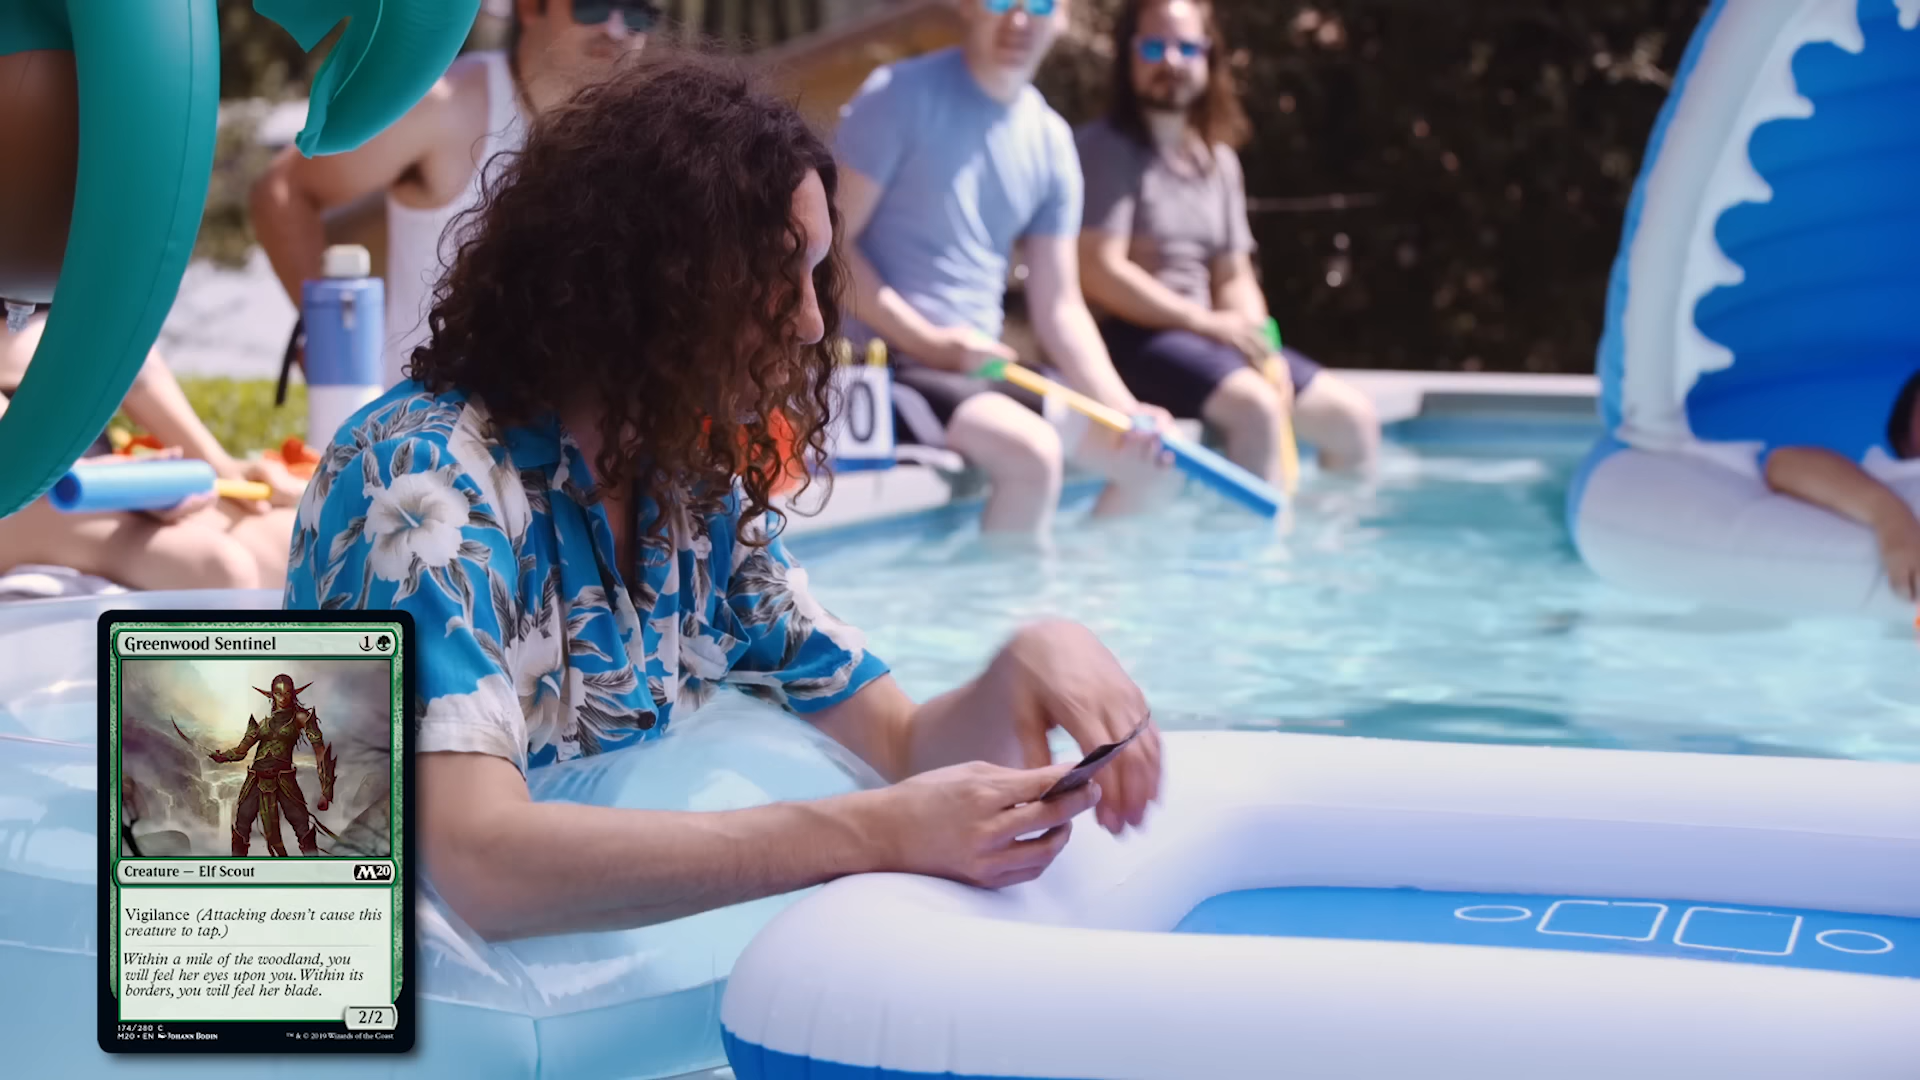 0
Greenwood Sentinel 1
Creature — Elf Scout M20
Vigilance (Attacking doesn't cause this
creature to tap.)
Within a mile of the woodland, you
will feel her eyes upon you. Within its
borders, you will feel her blade.
2/2
174/280 C
M20 • EN Johann Bodin ™ & © 2019 Wizards of the Coast